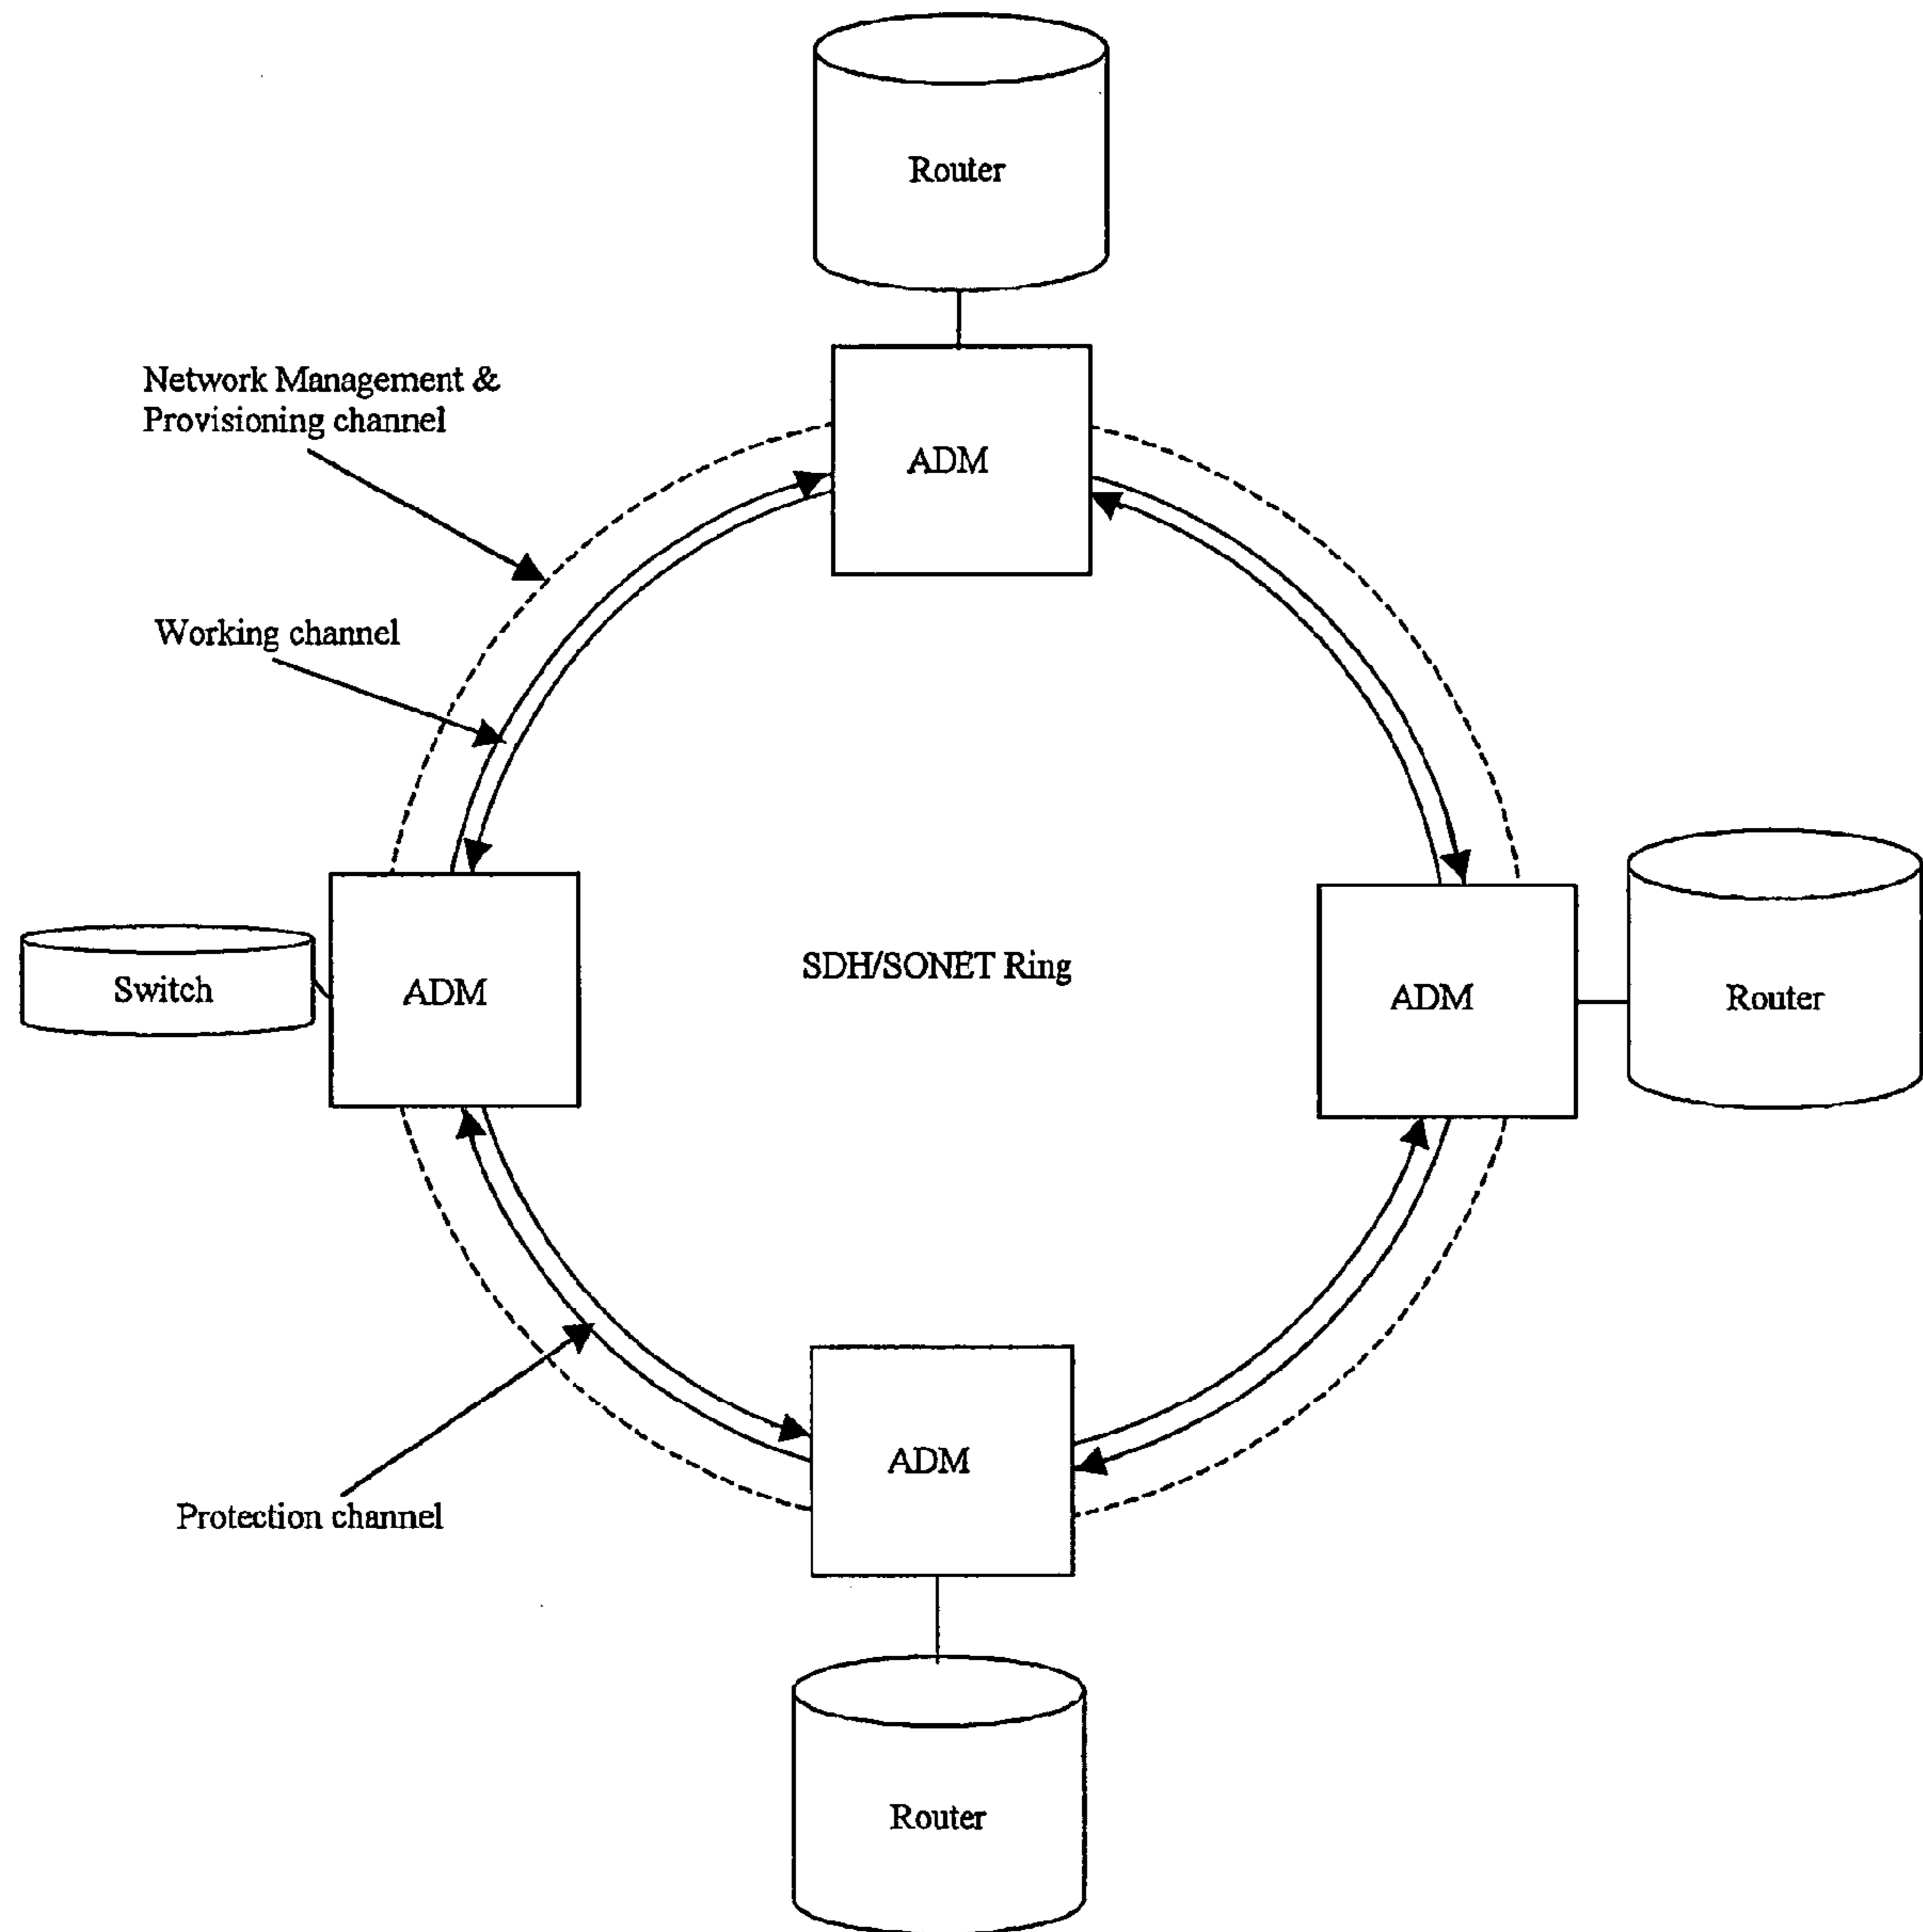 Router
Network Management &
Provisioning channel
ADM
Working channel
SDH/SONET Ring
Switch
ADM
ADM
Router
ADM
Protection channel
Router